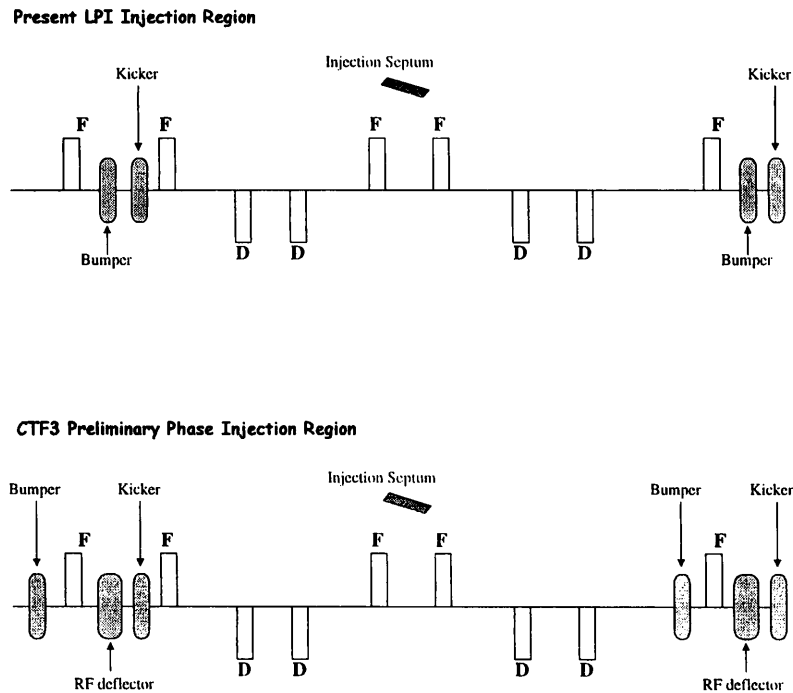 Present LPI Injection Region
Injection Septum
Kicker
Kicker
F
F
F
F
F
D
D
D
D
Bumper
Bumper
CTF3 Preliminary Phase Injection Region
Bumper
Kicker
Injection Septum
Bumper
Kicker
F
F
F
F
F
D
D
D
D
RF deflector
RF deflector